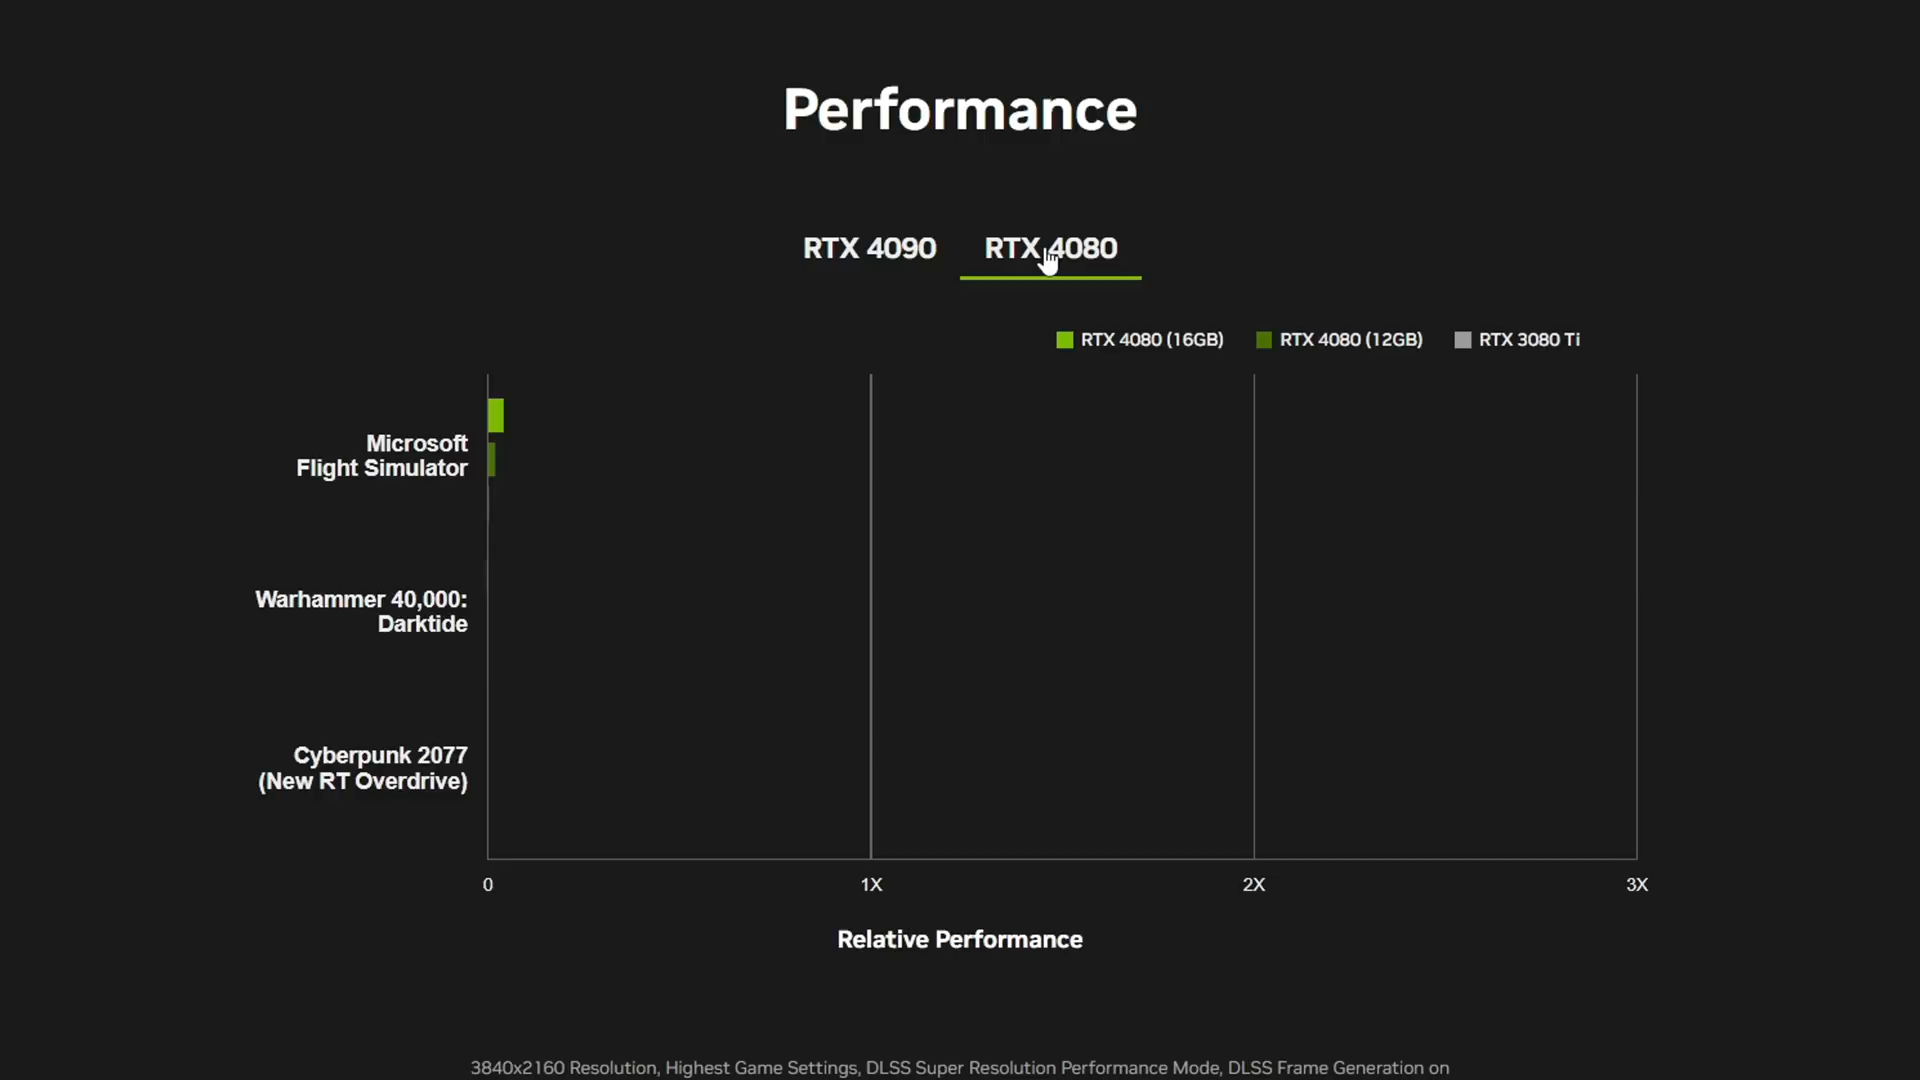 Performance
RTX 4090
RTX 4080
RTX 4080 (16GB)
RTX 4080 (12GB)
RTX 3080 Ti
Microsoft
Flight Simulator
Warhammer 40,000:
Darktide
Cyberpunk 2077
(New RT Overdrive)
0
1X
2X
3X
Relative Performance
3840x2160 Resolution, Highest Game Settings, DLSS Super Resolution Performance Mode, DLSS Frame Generation on